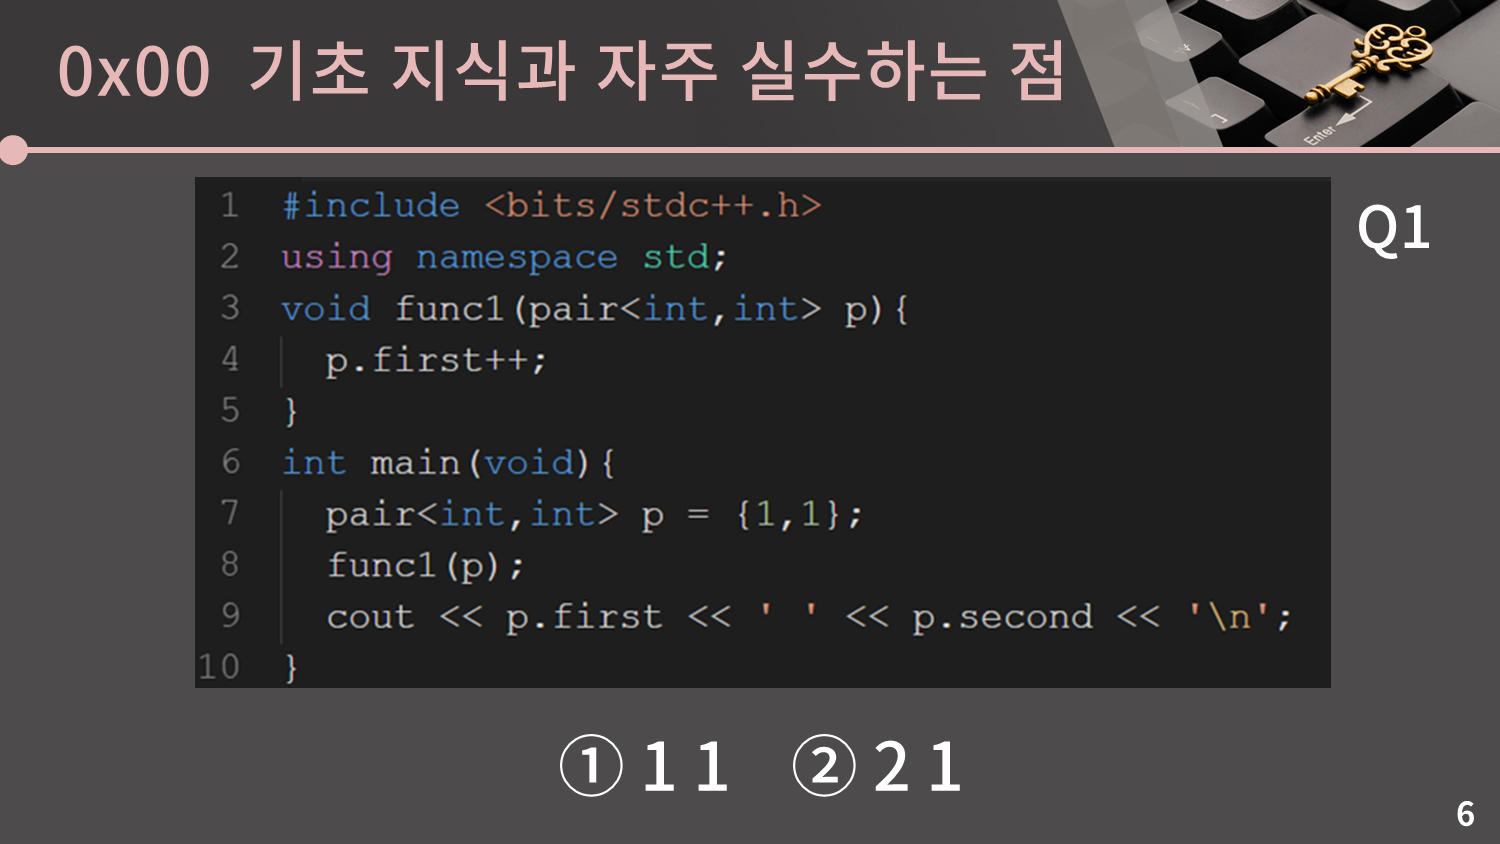 0x00 기초 지식과 자주 실수하는 점
Enter
Q1
1 #include <bits/stdc++.h>
2 using namespace std;
3 void func1(pair<int,int> p){
4   p.first++;
5 }
6 int main(void){
7   pair<int,int> p = {1,1};
8   func1(p);
9   cout << p.first << ' ' << p.second << '\n';
10 }
① 1 1 ② 2 1
6